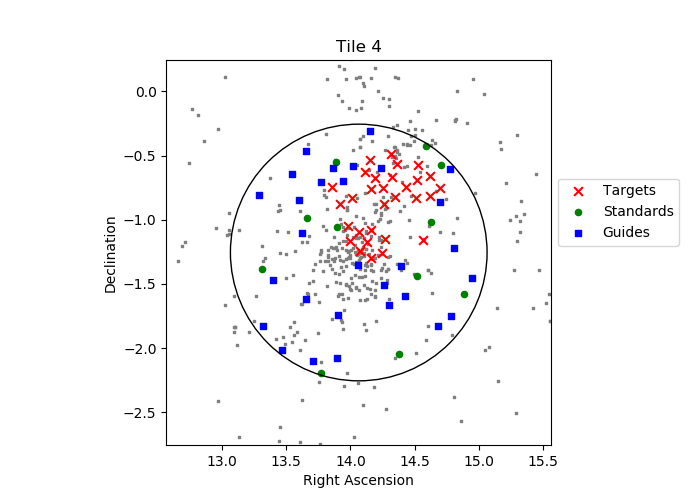 Tile 4
0.0
−0.5
−1.0
−1.5
−2.0
−2.5
Declination
13.0 13.5 14.0 14.5 15.0 15.5
Right Ascension
Targets
Standards
Guides